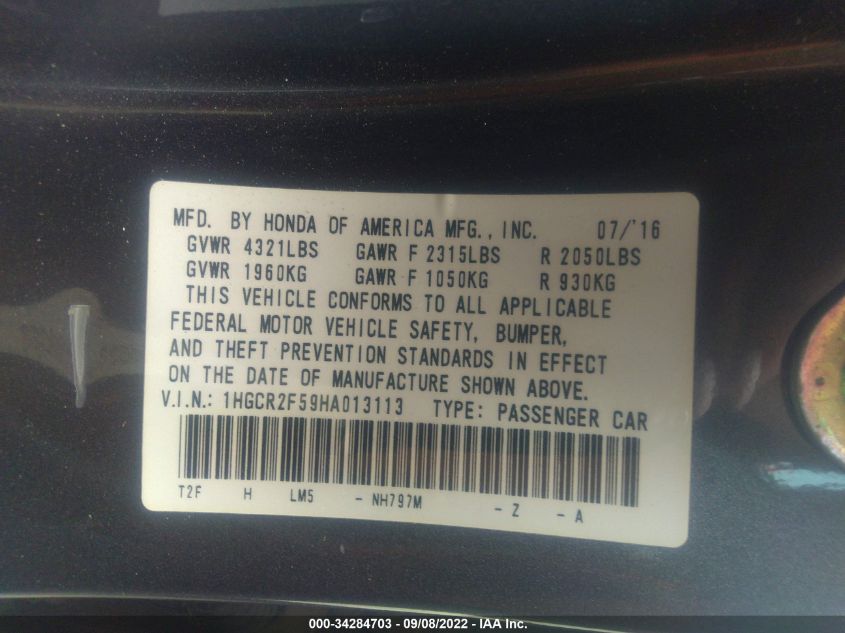 MFD. BY HONDA OF AMERICA MFG., INC. 07/'16
GVWR 4321LBS GAWR F 2315LBS R 2050LBS
GVWR 1960KG GAWR F 1050KG R 930KG
THIS VEHICLE CONFORMS TO ALL APPLICABLE
FEDERAL MOTOR VEHICLE SAFETY, BUMPER,
AND THEFT PREVENTION STANDARDS IN EFFECT
ON THE DATE OF MANUFACTURE SHOWN ABOVE.
V.I.N.: 1HGCR2F59HA013113 TYPE: PASSENGER CAR
T2F H LM5 - NH797M - Z - A
000-34284703 - 09/08/2022 - IAA Inc.